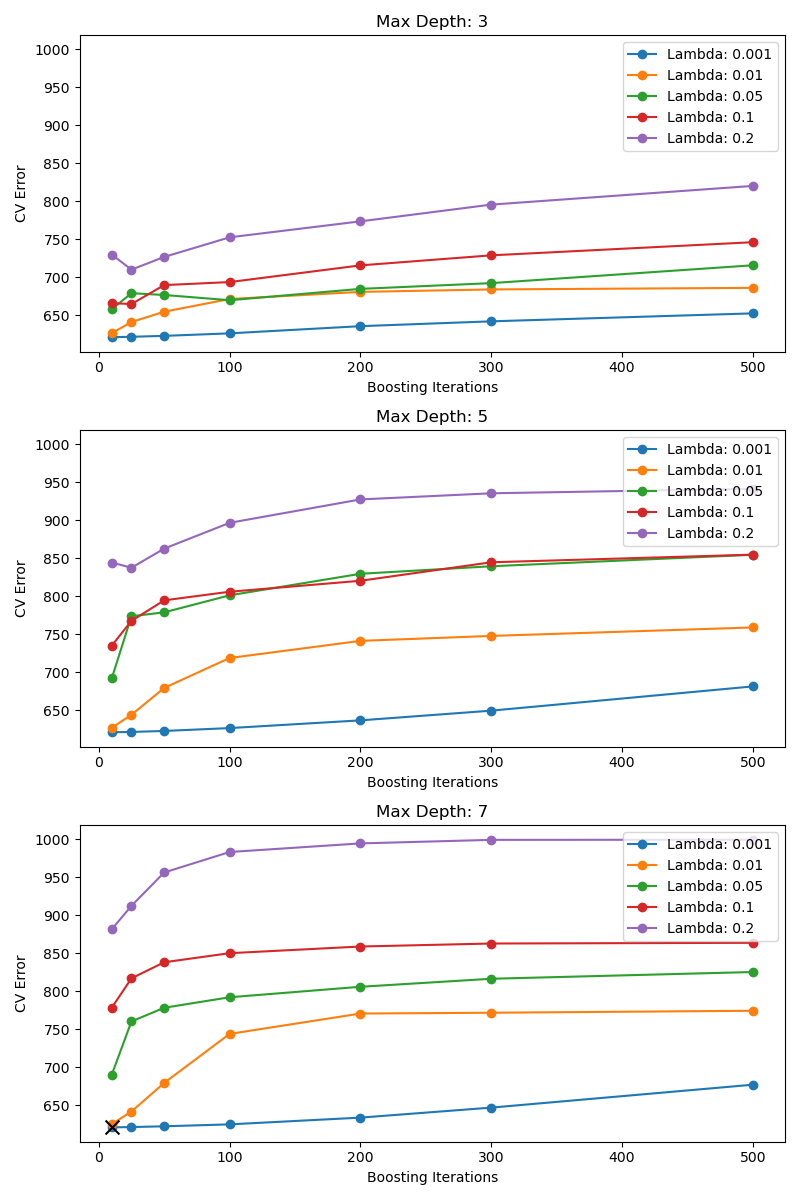 Max Depth: 3
1000
950
900
850
800
750
700
650
CV Error
Lambda: 0.001
Lambda: 0.01
Lambda: 0.05
Lambda: 0.1
Lambda: 0.2
0 100 200 300 400 500
Boosting Iterations
Max Depth: 5
1000
950
900
850
800
750
700
650
CV Error
Lambda: 0.001
Lambda: 0.01
Lambda: 0.05
Lambda: 0.1
Lambda: 0.2
0 100 200 300 400 500
Boosting Iterations
Max Depth: 7
1000
950
900
850
800
750
700
650
CV Error
Lambda: 0.001
Lambda: 0.01
Lambda: 0.05
Lambda: 0.1
Lambda: 0.2
0 100 200 300 400 500
Boosting Iterations